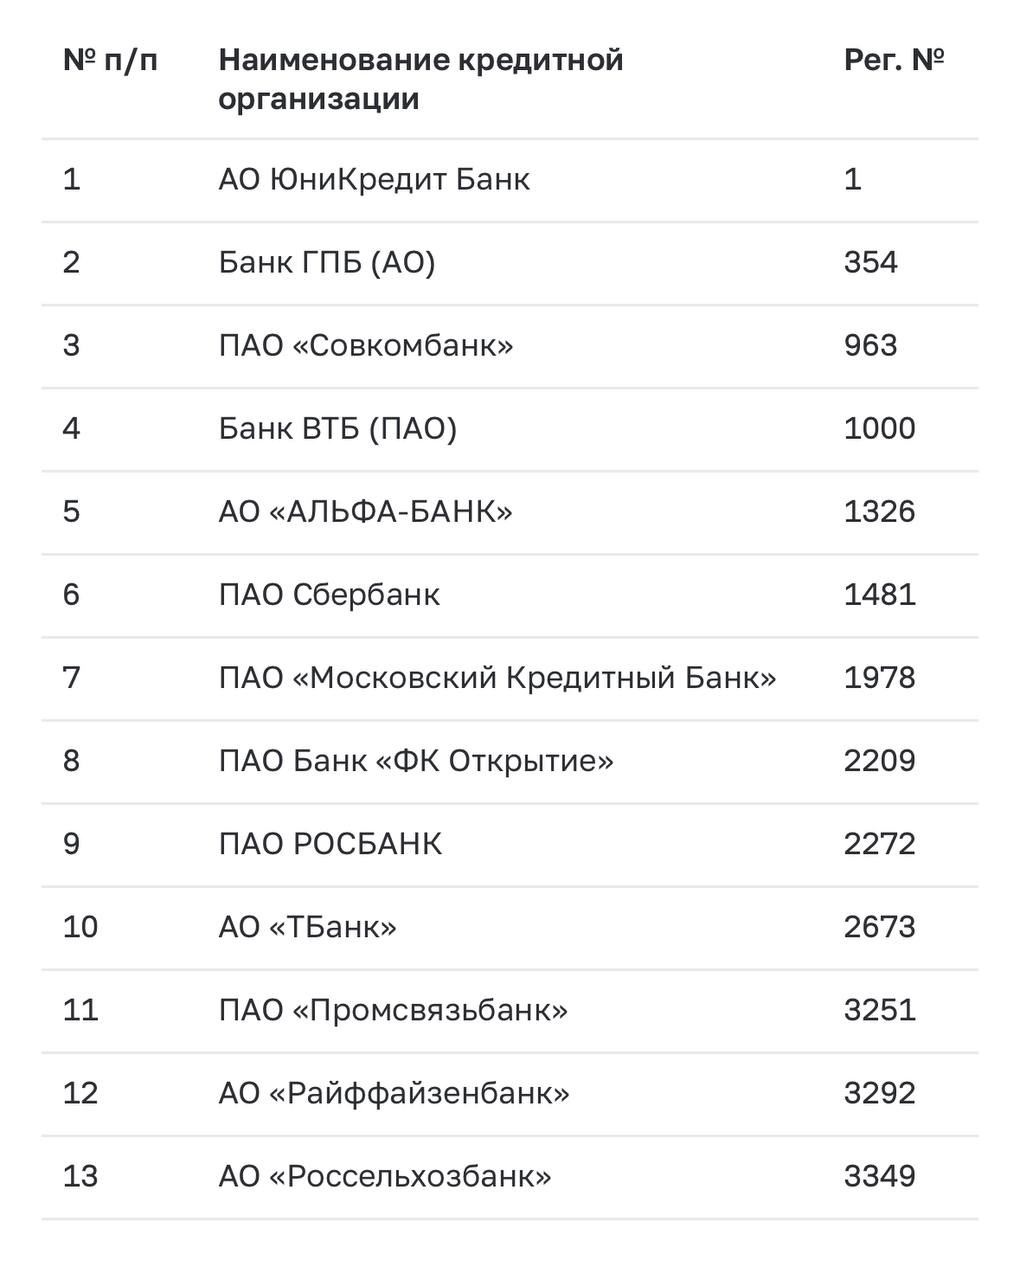 № п/п Наименование кредитной Рег. №
организации
1 АО ЮниКредит Банк 1
2 Банк ГПБ (АО) 354
3 ПАО «Совкомбанк» 963
4 Банк ВТБ (ПАО) 1000
5 АО «АЛЬФА-БАНК» 1326
6 ПАО Сбербанк 1481
7 ПАО «Московский Кредитный Банк» 1978
8 ПАО Банк «ФК Открытие» 2209
9 ПАО РОСБАНК 2272
10 АО «ТБанк» 2673
11 ПАО «Промсвязьбанк» 3251
12 АО «Райффайзенбанк» 3292
13 АО «Россельхозбанк» 3349